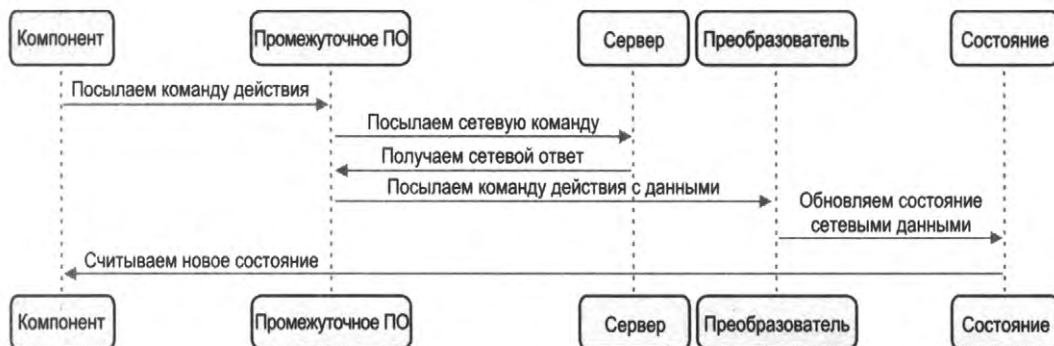 Компонент
Промежуточное ПО
Сервер
Преобразователь
Состояние
Посылаем команду действия
Посылаем сетевую команду
Получаем сетевой ответ
Посылаем команду действия с данными
Обновляем состояние
сетевыми данными
Считываем новое состояние
Компонент
Промежуточное ПО
Сервер
Преобразователь
Состояние